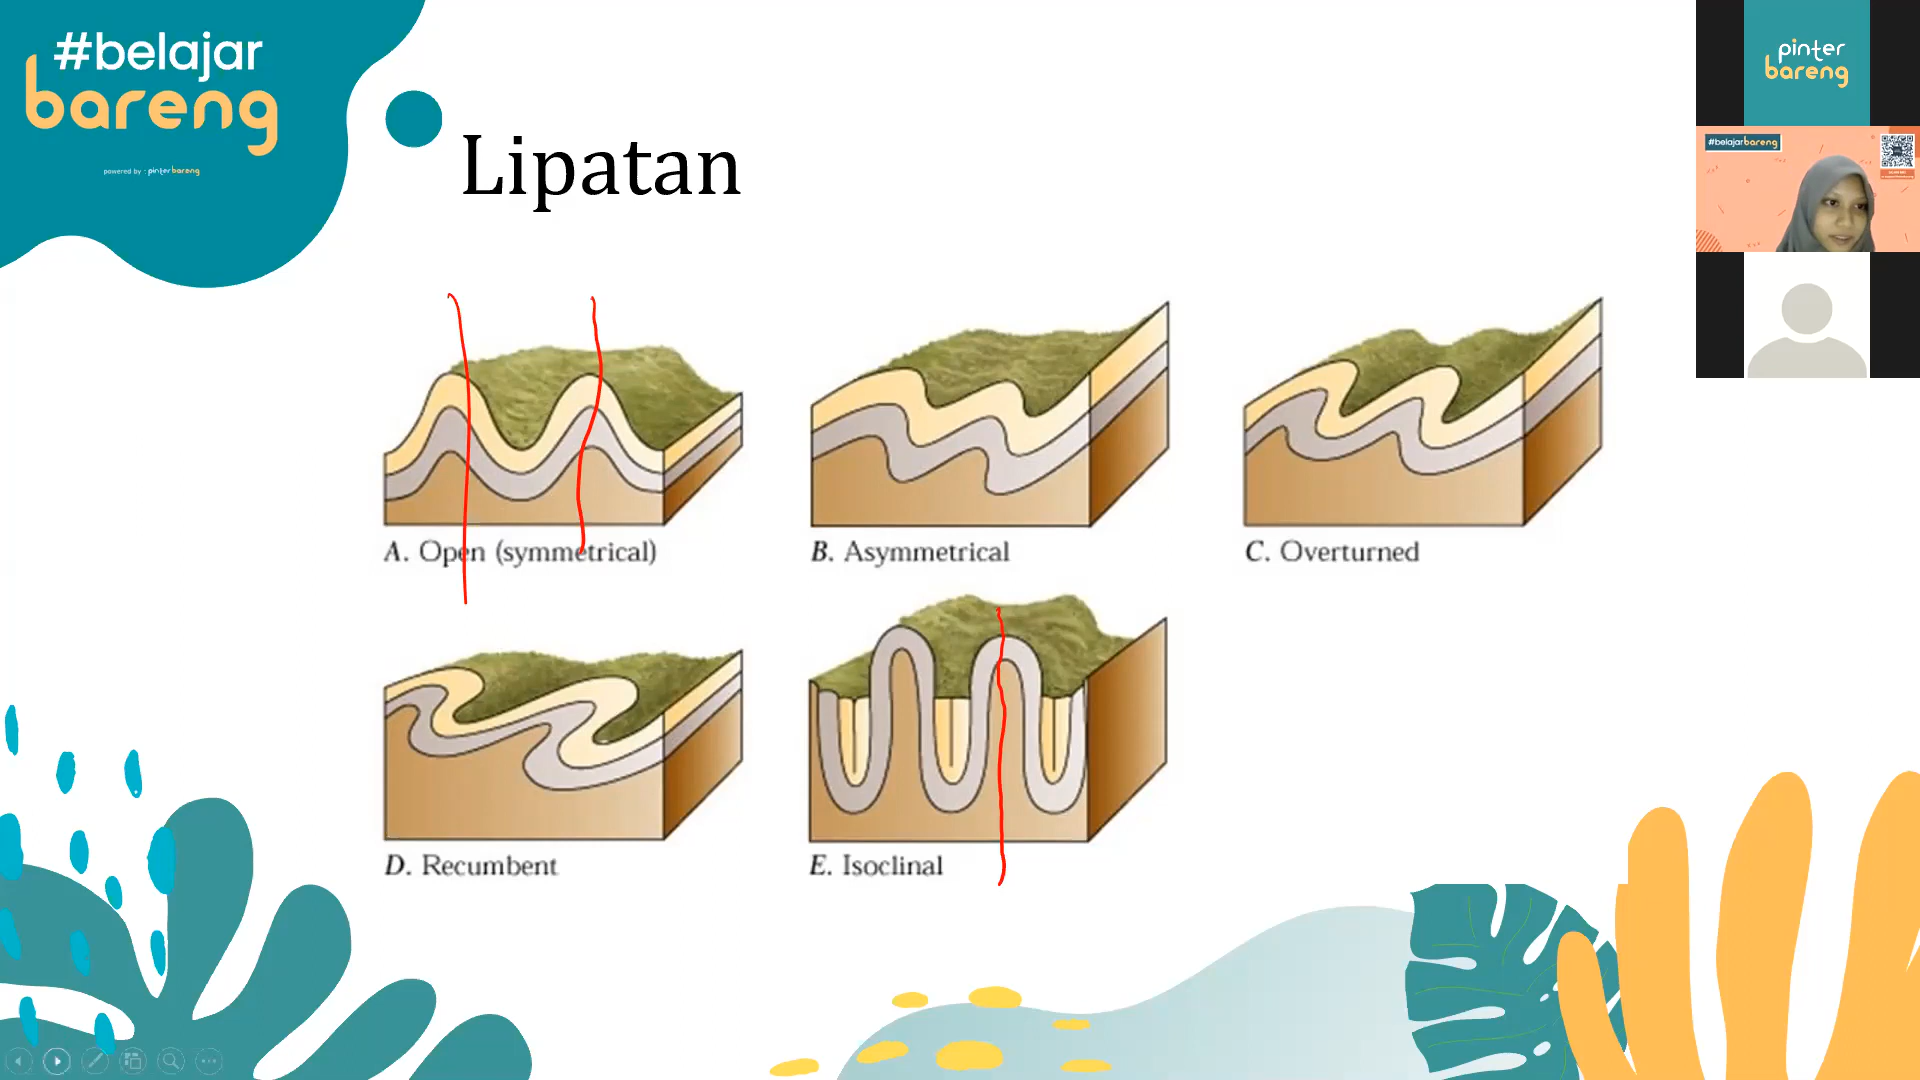 #belajar
bareng
powered by : pinterbareng
Lipatan
A. Open (symmetrical)
B. Asymmetrical
C. Overturned
D. Recumbent
E. Isoclinal
pinter
bareng
#belajarbareng